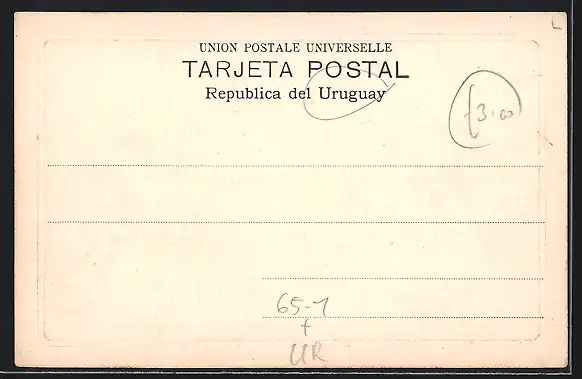 UNION POSTALE UNIVERSELLE
TARJETA POSTAL
Republica del Uruguay
£3.00
65-1
UR